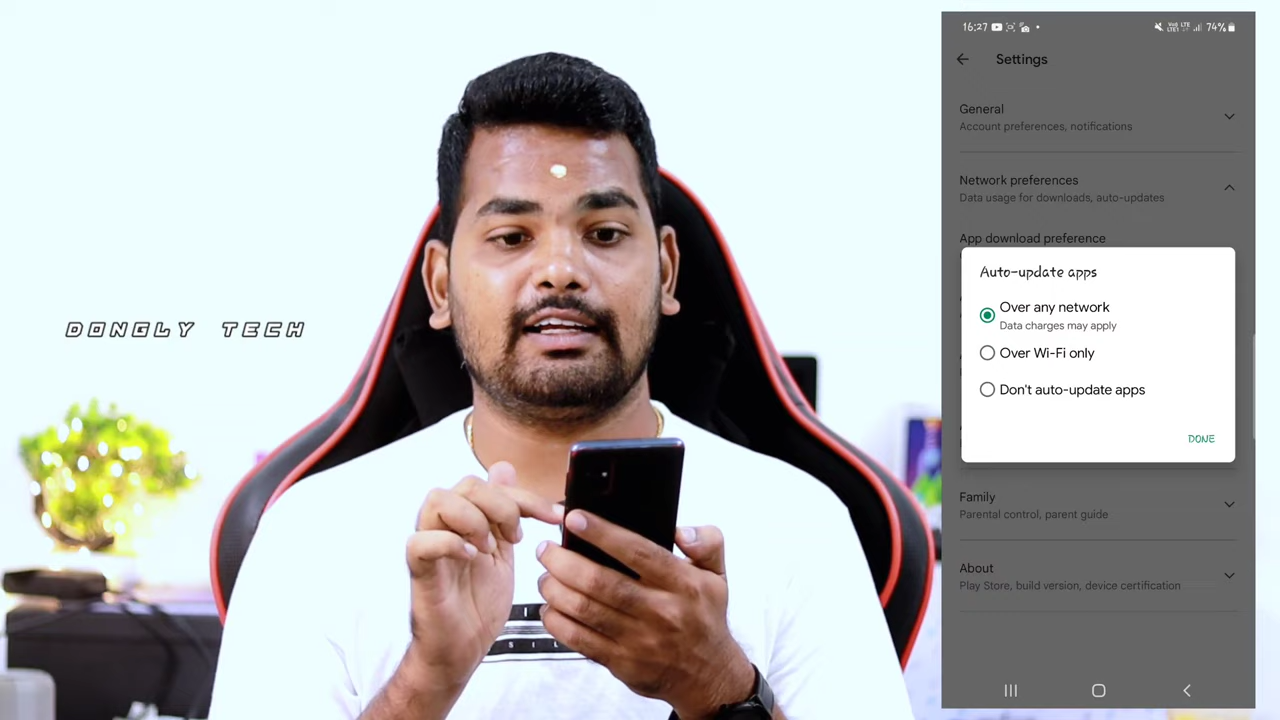 DONGLY TECH
16:27
74%
Settings
General
Account preferences, notifications
Network preferences
Data usage for downloads, auto-updates
App download preference
Auto-update apps
Over any network
Data charges may apply
Over Wi-Fi only
Don't auto-update apps
DONE
Family
Parental control, parent guide
About
Play Store, build version, device certification